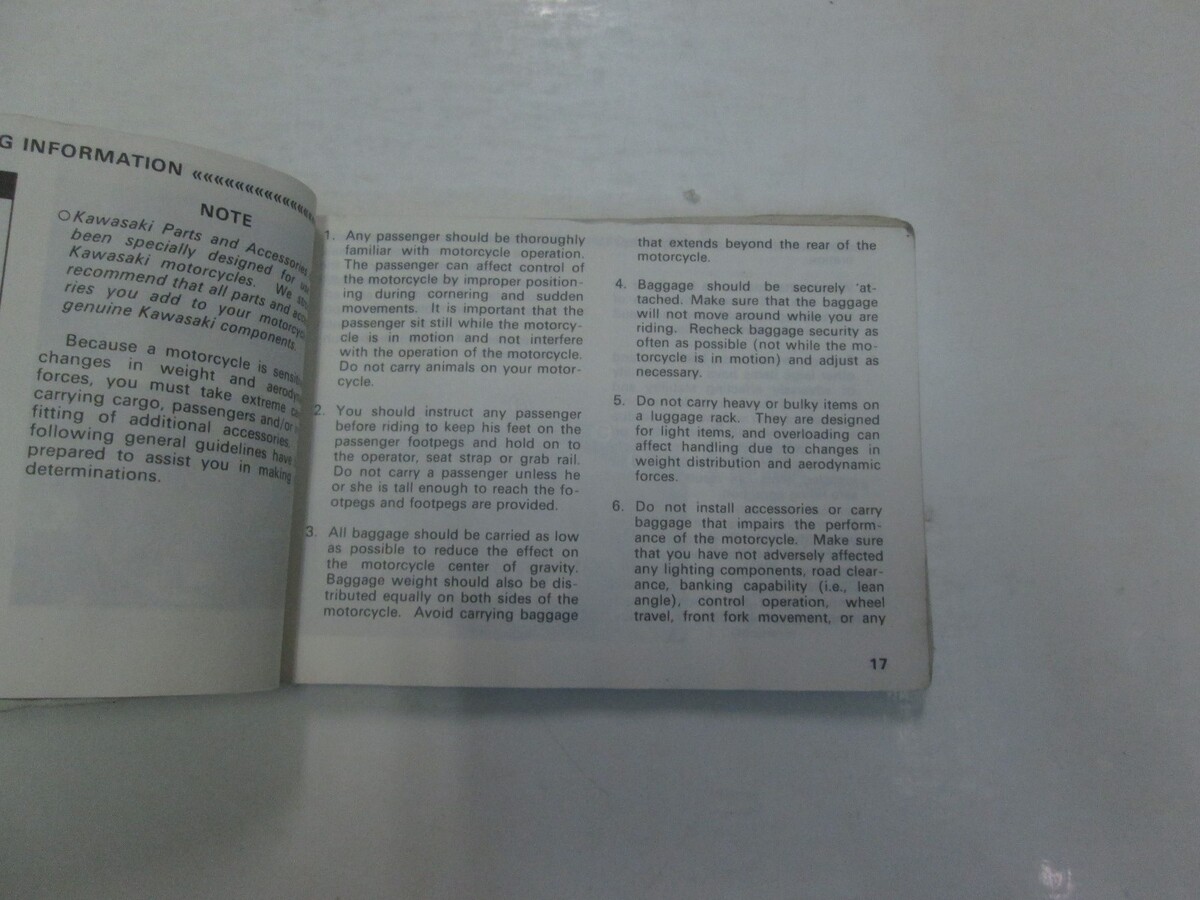 INFORMATION «««««««««««««
NOTE
○Kawasaki Parts and Accessories
been specially designed for
Kawasaki motorcycles. We
recommend that all parts and
ries you add to your
genuine Kawasaki components.
Because a motorcycle is
changes in weight and
forces, you must take extreme
carrying cargo, passengers and/or
fitting of additional accessories.
following general guidelines
prepared to assist you in making
determinations.
1. Any passenger should be thoroughly
familiar with motorcycle operation.
The passenger can affect control of
the motorcycle by improper position-
ing during cornering and sudden
movements. It is important that the
passenger sit still while the motorcy-
cle is in motion and not interfere
with the operation of the motorcycle.
Do not carry animals on your motor-
cycle.
2. You should instruct any passenger
before riding to keep his feet on the
passenger footpegs and hold on to
the operator, seat strap or grab rail.
Do not carry a passenger unless he
or she is tall enough to reach the fo-
otpegs and footpegs are provided.
3. All baggage should be carried as low
as possible to reduce the effect on
the motorcycle center of gravity.
Baggage weight should also be dis-
tributed equally on both sides of the
motorcycle. Avoid carrying baggage
that extends beyond the rear of the
motorcycle.
4. Baggage should be securely at-
tached. Make sure that the baggage
will not move around while you are
riding. Recheck baggage security as
often as possible (not while the mo-
torcycle is in motion) and adjust as
necessary.
5. Do not carry heavy or bulky items on
a luggage rack. They are designed
for light items, and overloading can
affect handling due to changes in
weight distribution and aerodynamic
forces.
6. Do not install accessories or carry
baggage that impairs the perform-
ance of the motorcycle. Make sure
that you have not adversely affected
any lighting components, road clear-
ance, banking capability (i.e., lean
angle), control operation, wheel
travel, front fork movement, or any
17